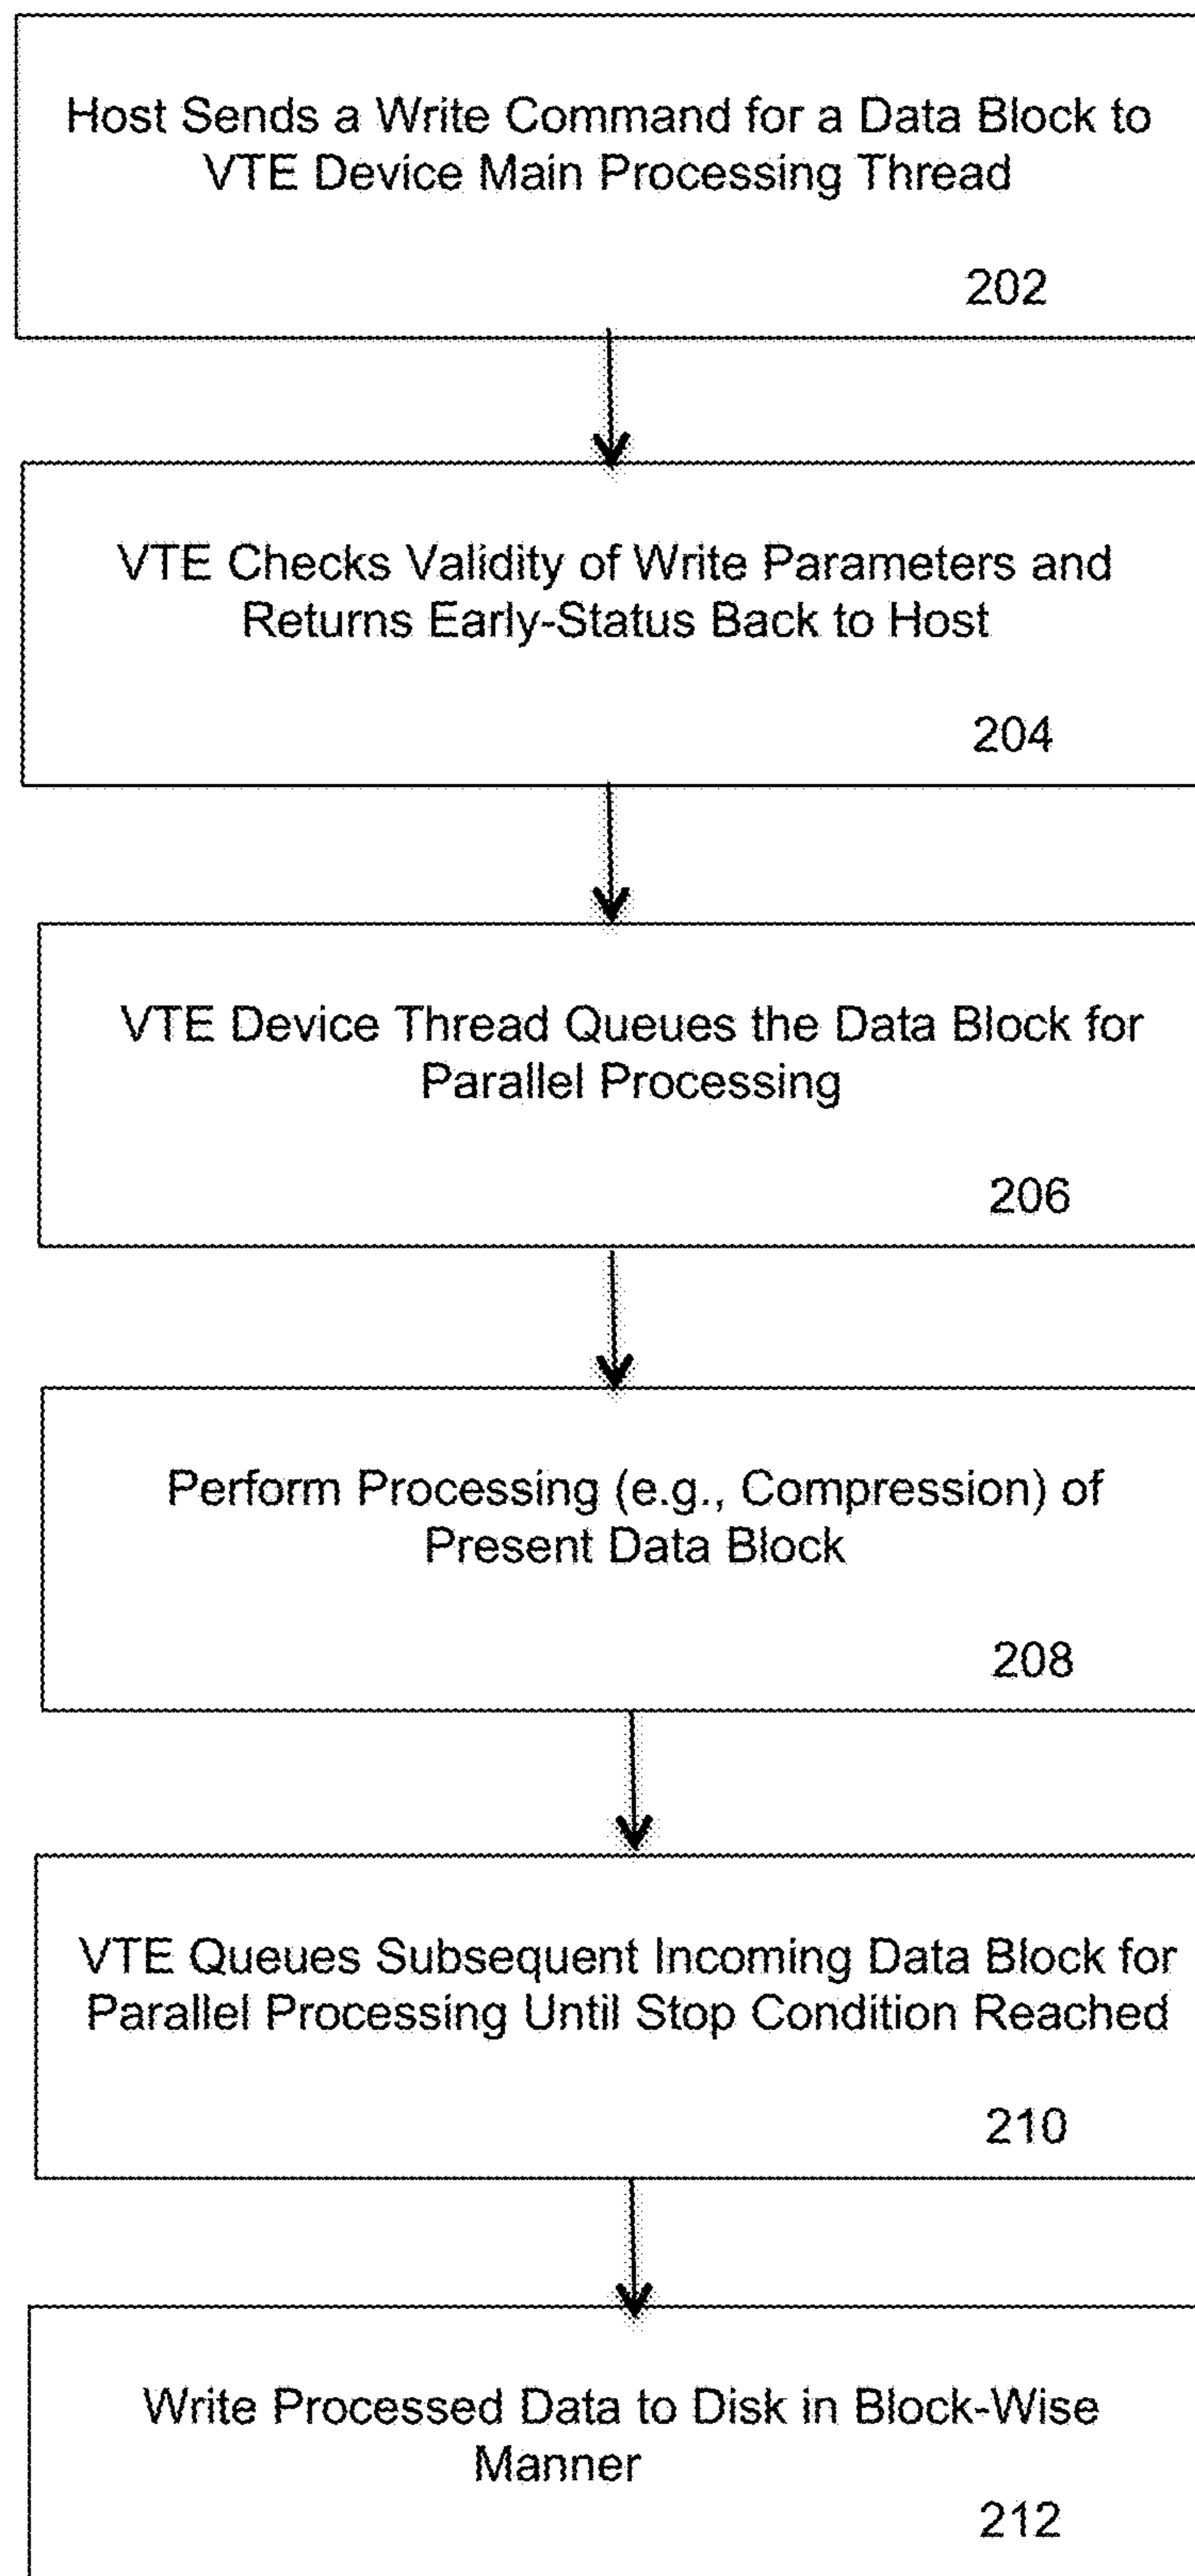 Host Sends a Write Command for a Data Block to
VTE Device Main Processing Thread
202
VTE Checks Validity of Write Parameters and
Returns Early-Status Back to Host
204
VTE Device Thread Queues the Data Block for
Parallel Processing
206
Perform Processing (e.g., Compression) of
Present Data Block
208
VTE Queues Subsequent Incoming Data Block for
Parallel Processing Until Stop Condition Reached
210
Write Processed Data to Disk in Block-Wise
Manner
212